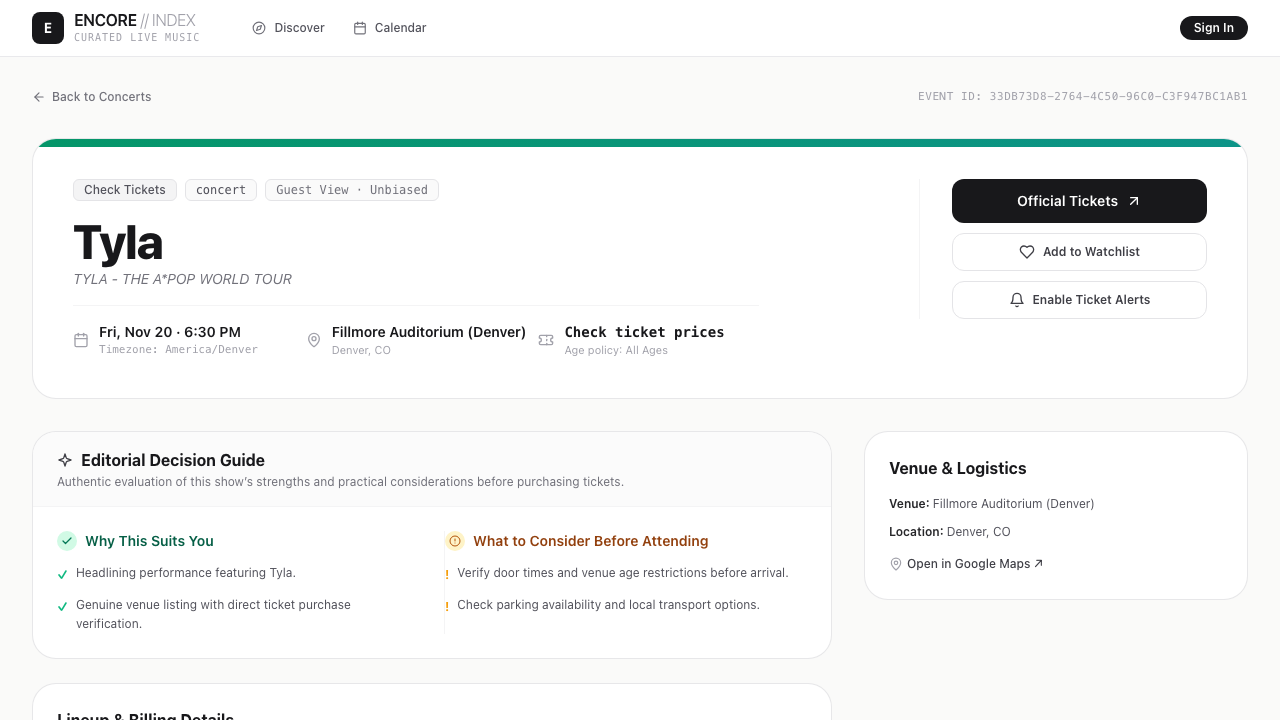 E
ENCORE // INDEX
CURATED LIVE MUSIC
Discover
Calendar
Sign In
Back to Concerts
EVENT ID: 33DB73D8-2764-4C50-96C0-C3F947BC1AB1
Check Tickets
concert
Guest View · Unbiased
Tyla
TYLA - THE A*POP WORLD TOUR
Fri, Nov 20 · 6:30 PM
Timezone: America/Denver
Fillmore Auditorium (Denver)
Denver, CO
Check ticket prices
Age policy: All Ages
Official Tickets
Add to Watchlist
Enable Ticket Alerts
Editorial Decision Guide
Authentic evaluation of this show's strengths and practical considerations before purchasing tickets.
Why This Suits You
Headlining performance featuring Tyla.
Genuine venue listing with direct ticket purchase
verification.
What to Consider Before Attending
Verify door times and venue age restrictions before arrival.
Check parking availability and local transport options.
Venue & Logistics
Venue: Fillmore Auditorium (Denver)
Location: Denver, CO
Open in Google Maps
Lineup & Billing Details